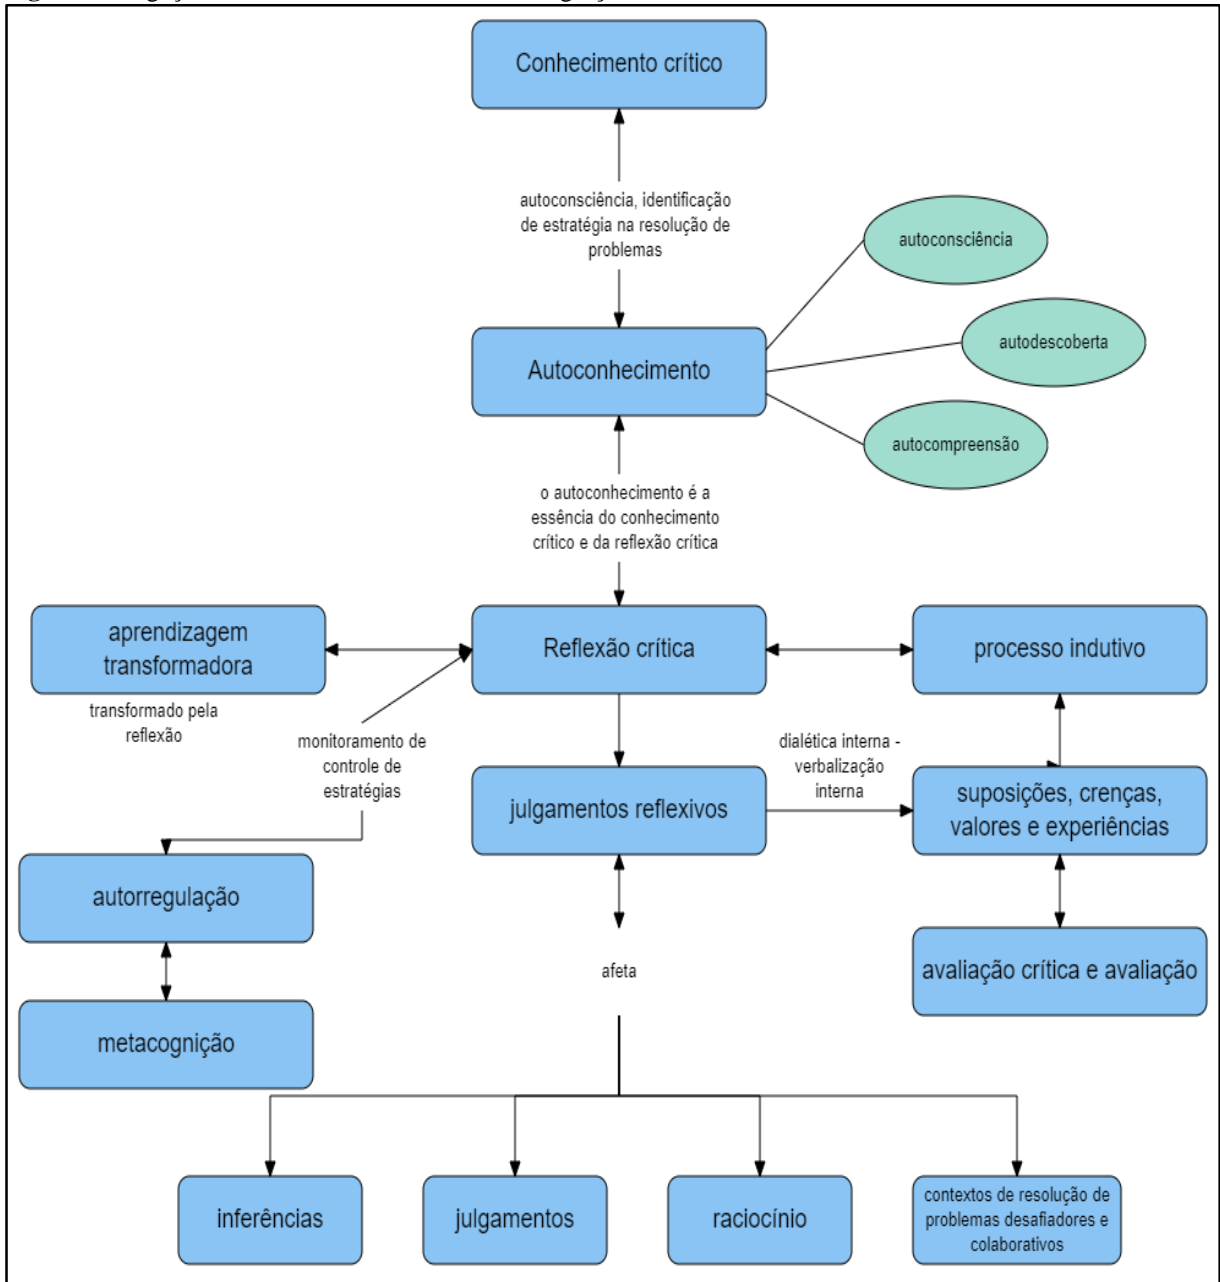 Conhecimento crítico
autoconsciência, identificação
de estratégia na resolução de
problemas
autoconsciência
autodescoberta
Autoconhecimento
autocompreensão
o autoconhecimento é a
essência do conhecimento
crítico e da reflexão crítica
aprendizagem
transformadora
Reflexão crítica
processo indutivo
transformado pela
reflexão
monitoramento de
controle de
estratégias
dialética interna -
verbalização
interna
julgamentos reflexivos
suposições, crenças,
valores e experiências
autorregulação
afeta
avaliação crítica e avaliação
metacognição
inferências
julgamentos
raciocínio
contextos de resolução de
problemas desafiadores e
colaborativos